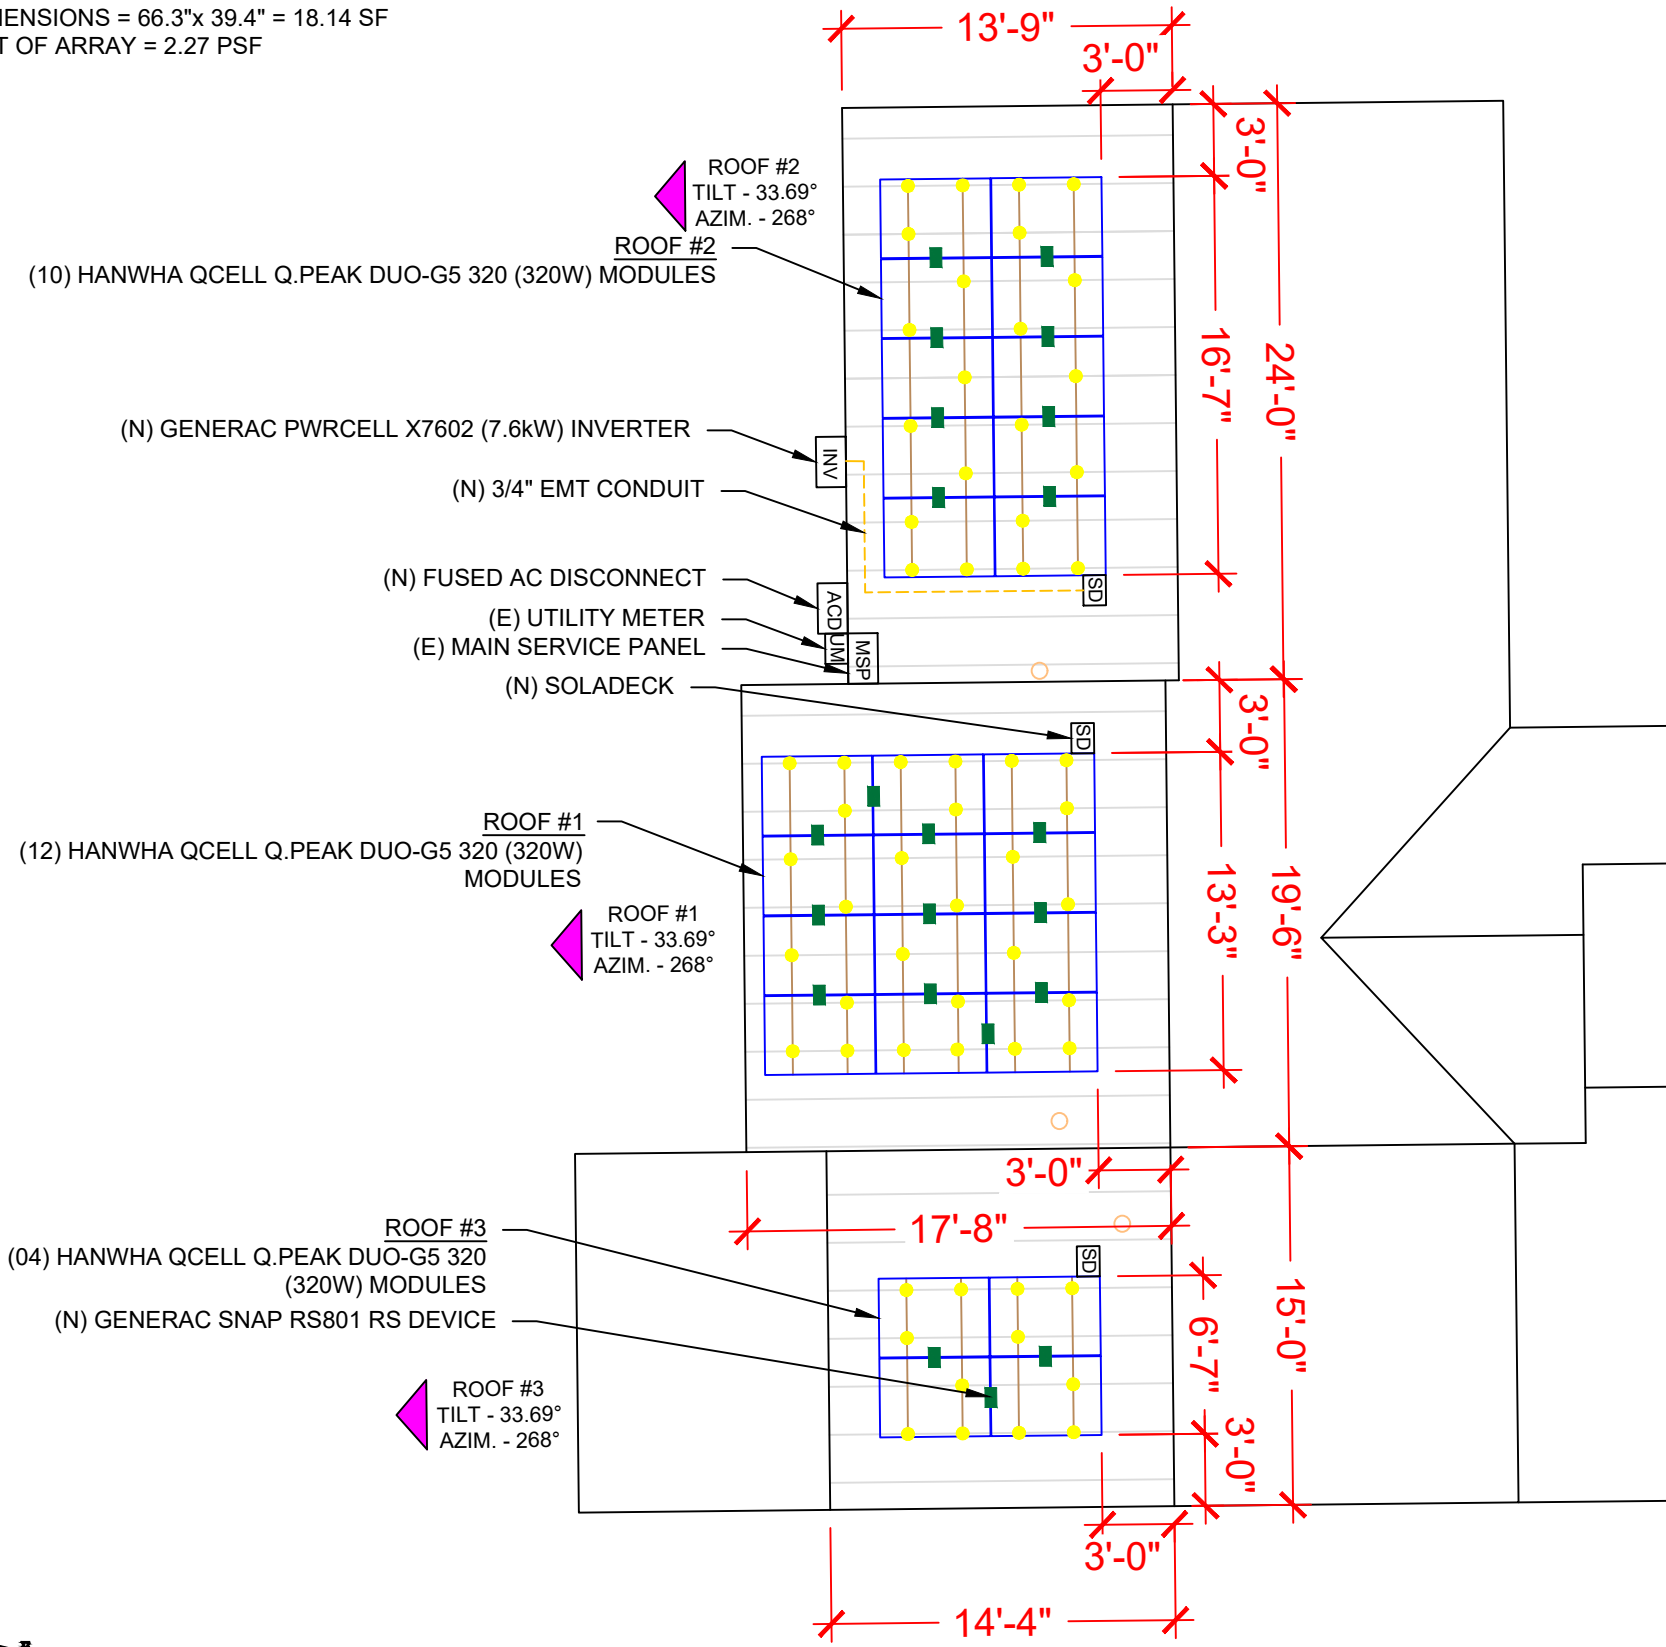 ENSIONS = 66.3"x 39.4" = 18.14 SF
T OF ARRAY = 2.27 PSF
13'-9"
3'-0"
3'-0"
ROOF #2
TILT - 33.69°
AZIM. - 268°
ROOF #2
(10) HANWHA QCELL Q.PEAK DUO-G5 320 (320W) MODULES
16'-7"
24'-0"
(N) GENERAC PWRCELL X7602 (7.6kW) INVERTER
INV
(N) 3/4" EMT CONDUIT
(N) FUSED AC DISCONNECT
ACD
SD
(E) UTILITY METER
UM
(E) MAIN SERVICE PANEL
MSP
(N) SOLADECK
SD
3'-0"
ROOF #1
(12) HANWHA QCELL Q.PEAK DUO-G5 320 (320W)
MODULES
13'-3"
19'-6"
ROOF #1
TILT - 33.69°
AZIM. - 268°
3'-0"
17'-8"
ROOF #3
(04) HANWHA QCELL Q.PEAK DUO-G5 320
(320W) MODULES
SD
(N) GENERAC SNAP RS801 RS DEVICE
6'-7"
15'-0"
ROOF #3
TILT - 33.69°
AZIM. - 268°
3'-0"
3'-0"
14'-4"